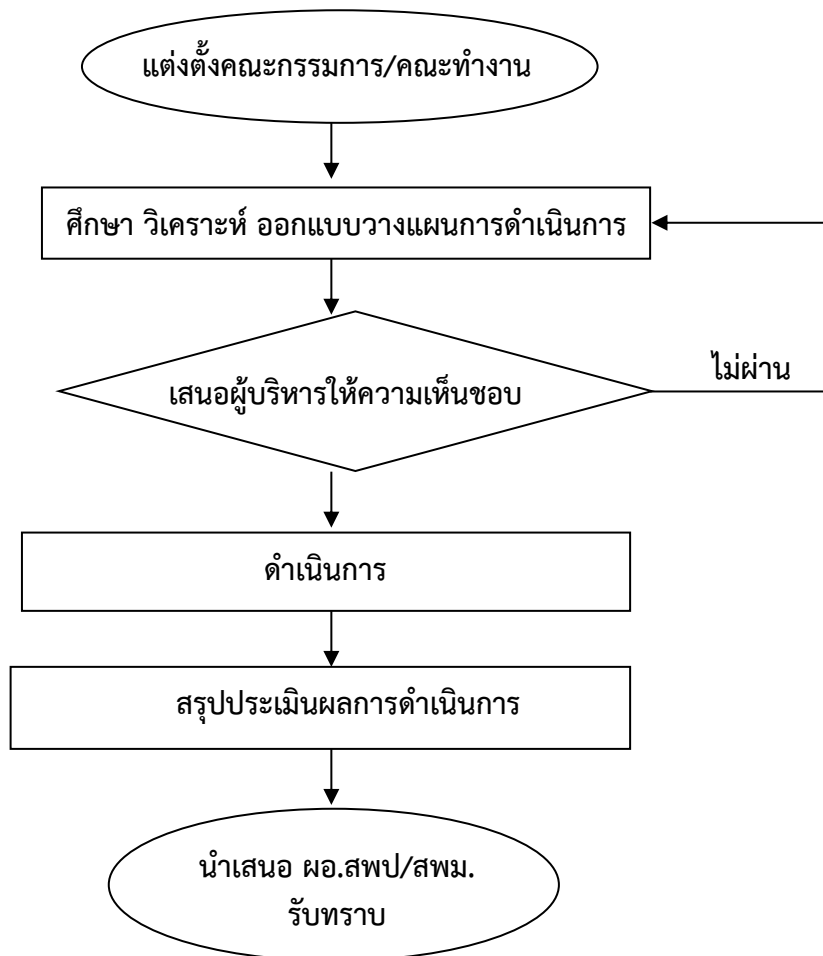 แต่งตั้งคณะกรรมการ/คณะทำงาน
ศึกษา วิเคราะห์ ออกแบบวางแผนการดำเนินการ
เสนอผู้บริหารให้ความเห็นชอบ
ไม่ผ่าน
ดำเนินการ
สรุปประเมินผลการดำเนินการ
นำเสนอ ผอ.สพป/สพม.
รับทราบ